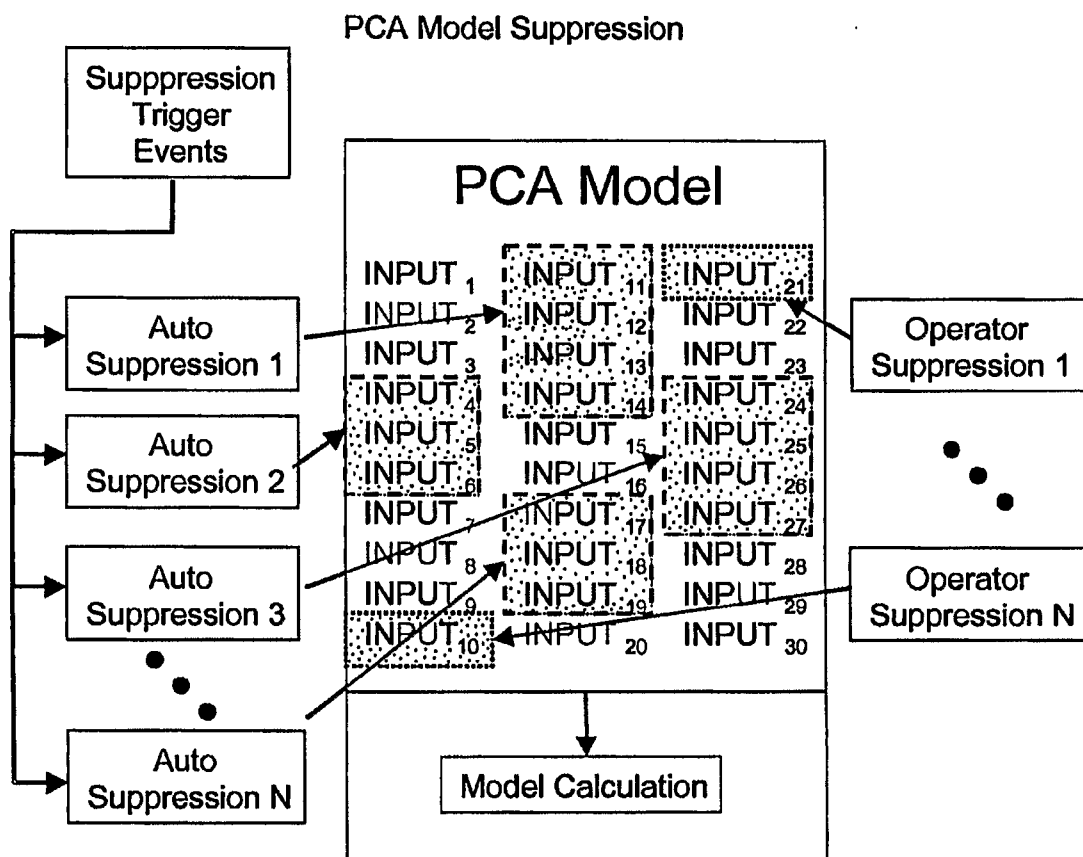 PCA Model Suppression
Supppression
Trigger
Events
PCA Model
INPUT 1 INPUT 11 INPUT 21
INPUT 2 INPUT 12 INPUT 22
INPUT 3 INPUT 13 INPUT 23
INPUT 4 INPUT 14 INPUT 24
INPUT 5 INPUT 15 INPUT 25
INPUT 6 INPUT 16 INPUT 26
INPUT 7 INPUT 17 INPUT 27
INPUT 8 INPUT 18 INPUT 28
INPUT 9 INPUT 19 INPUT 29
INPUT 10 INPUT 20 INPUT 30
Auto
Suppression 1
Auto
Suppression 2
Auto
Suppression 3
Auto
Suppression N
Operator
Suppression 1
Operator
Suppression N
Model Calculation